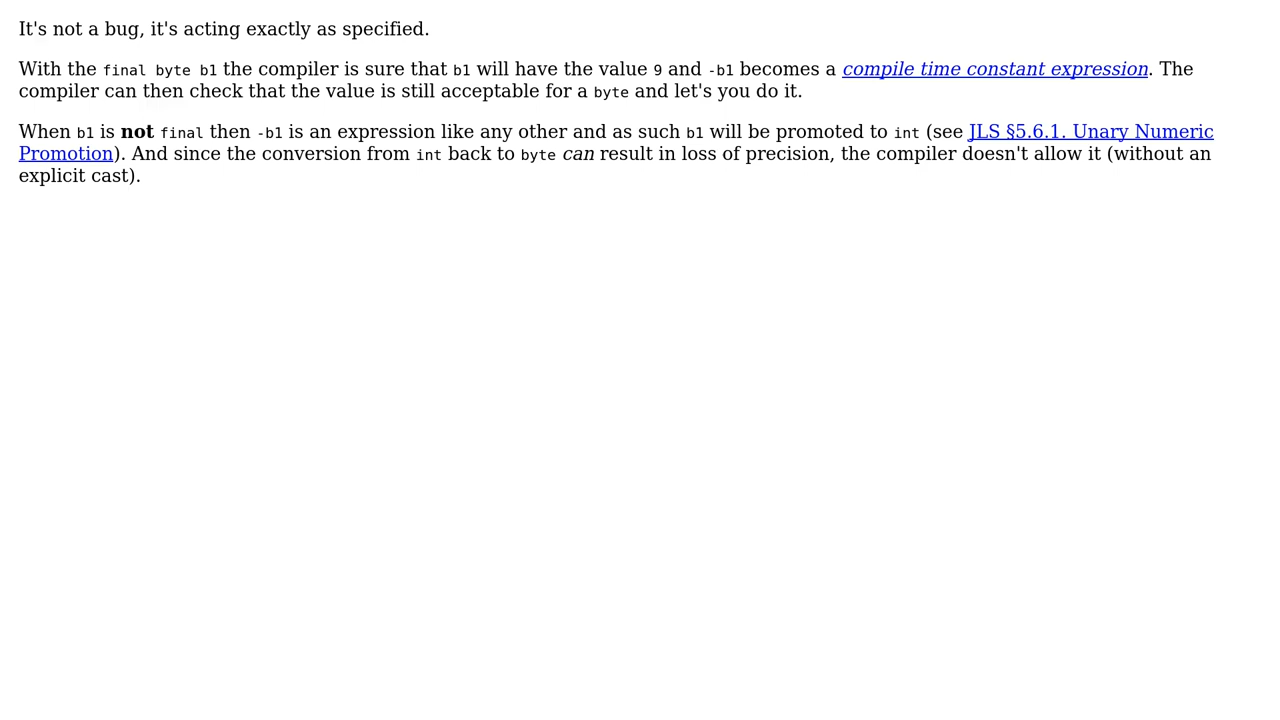 It's not a bug, it's acting exactly as specified.
With the final byte b1 the compiler is sure that b1 will have the value 9 and -b1 becomes a compile time constant expression. The
compiler can then check that the value is still acceptable for a byte and let's you do it.
When b1 is not final then -b1 is an expression like any other and as such b1 will be promoted to int (see JLS §5.6.1. Unary Numeric
Promotion). And since the conversion from int back to byte can result in loss of precision, the compiler doesn't allow it (without an
explicit cast).